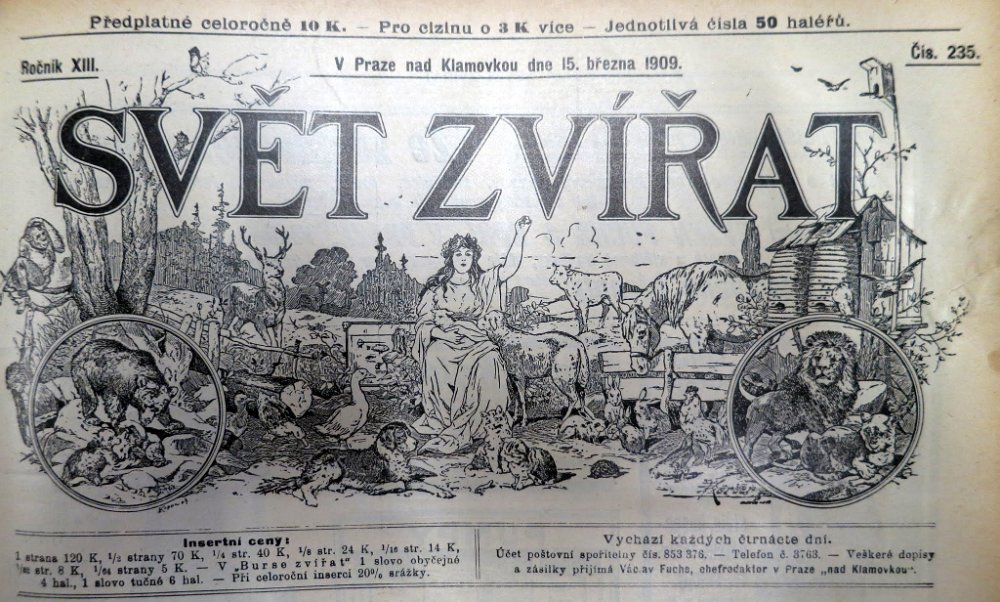 Předplatné celoročně 10 K. — Pro cizinu o 3 K více — Jednotlivá čísla 50 haléřů.
Ročník XIII.
V Praze nad Klamovkou dne 15. března 1909.
Čís. 235.
SVĚT ZVÍŘAT
Insertní ceny:
1 strana 120 K, 1/2 strany 70 K, 1/4 str. 40 K, 1/8 str. 24 K, 1/16 str. 14 K,
1/32 str. 8 K, 1/64 strany 5 K. — V „Burse zvířat" 1 slovo obyčejné
4 hal., 1 slovo tučné 6 hal. — Při celoroční inserci 20% srážky.
Vychází každých čtrnácte dní.
Účet poštovní spořitelny čís. 853 376. — Telefon č. 3763. — Veškeré dopisy
a zásilky přijímá Václav Fuchs, chefredaktor v Praze „nad Klamovkou".